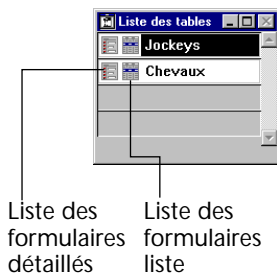 Liste des tables
Jockeys
Chevaux
Liste des formulaires détaillés
Liste des formulaires liste